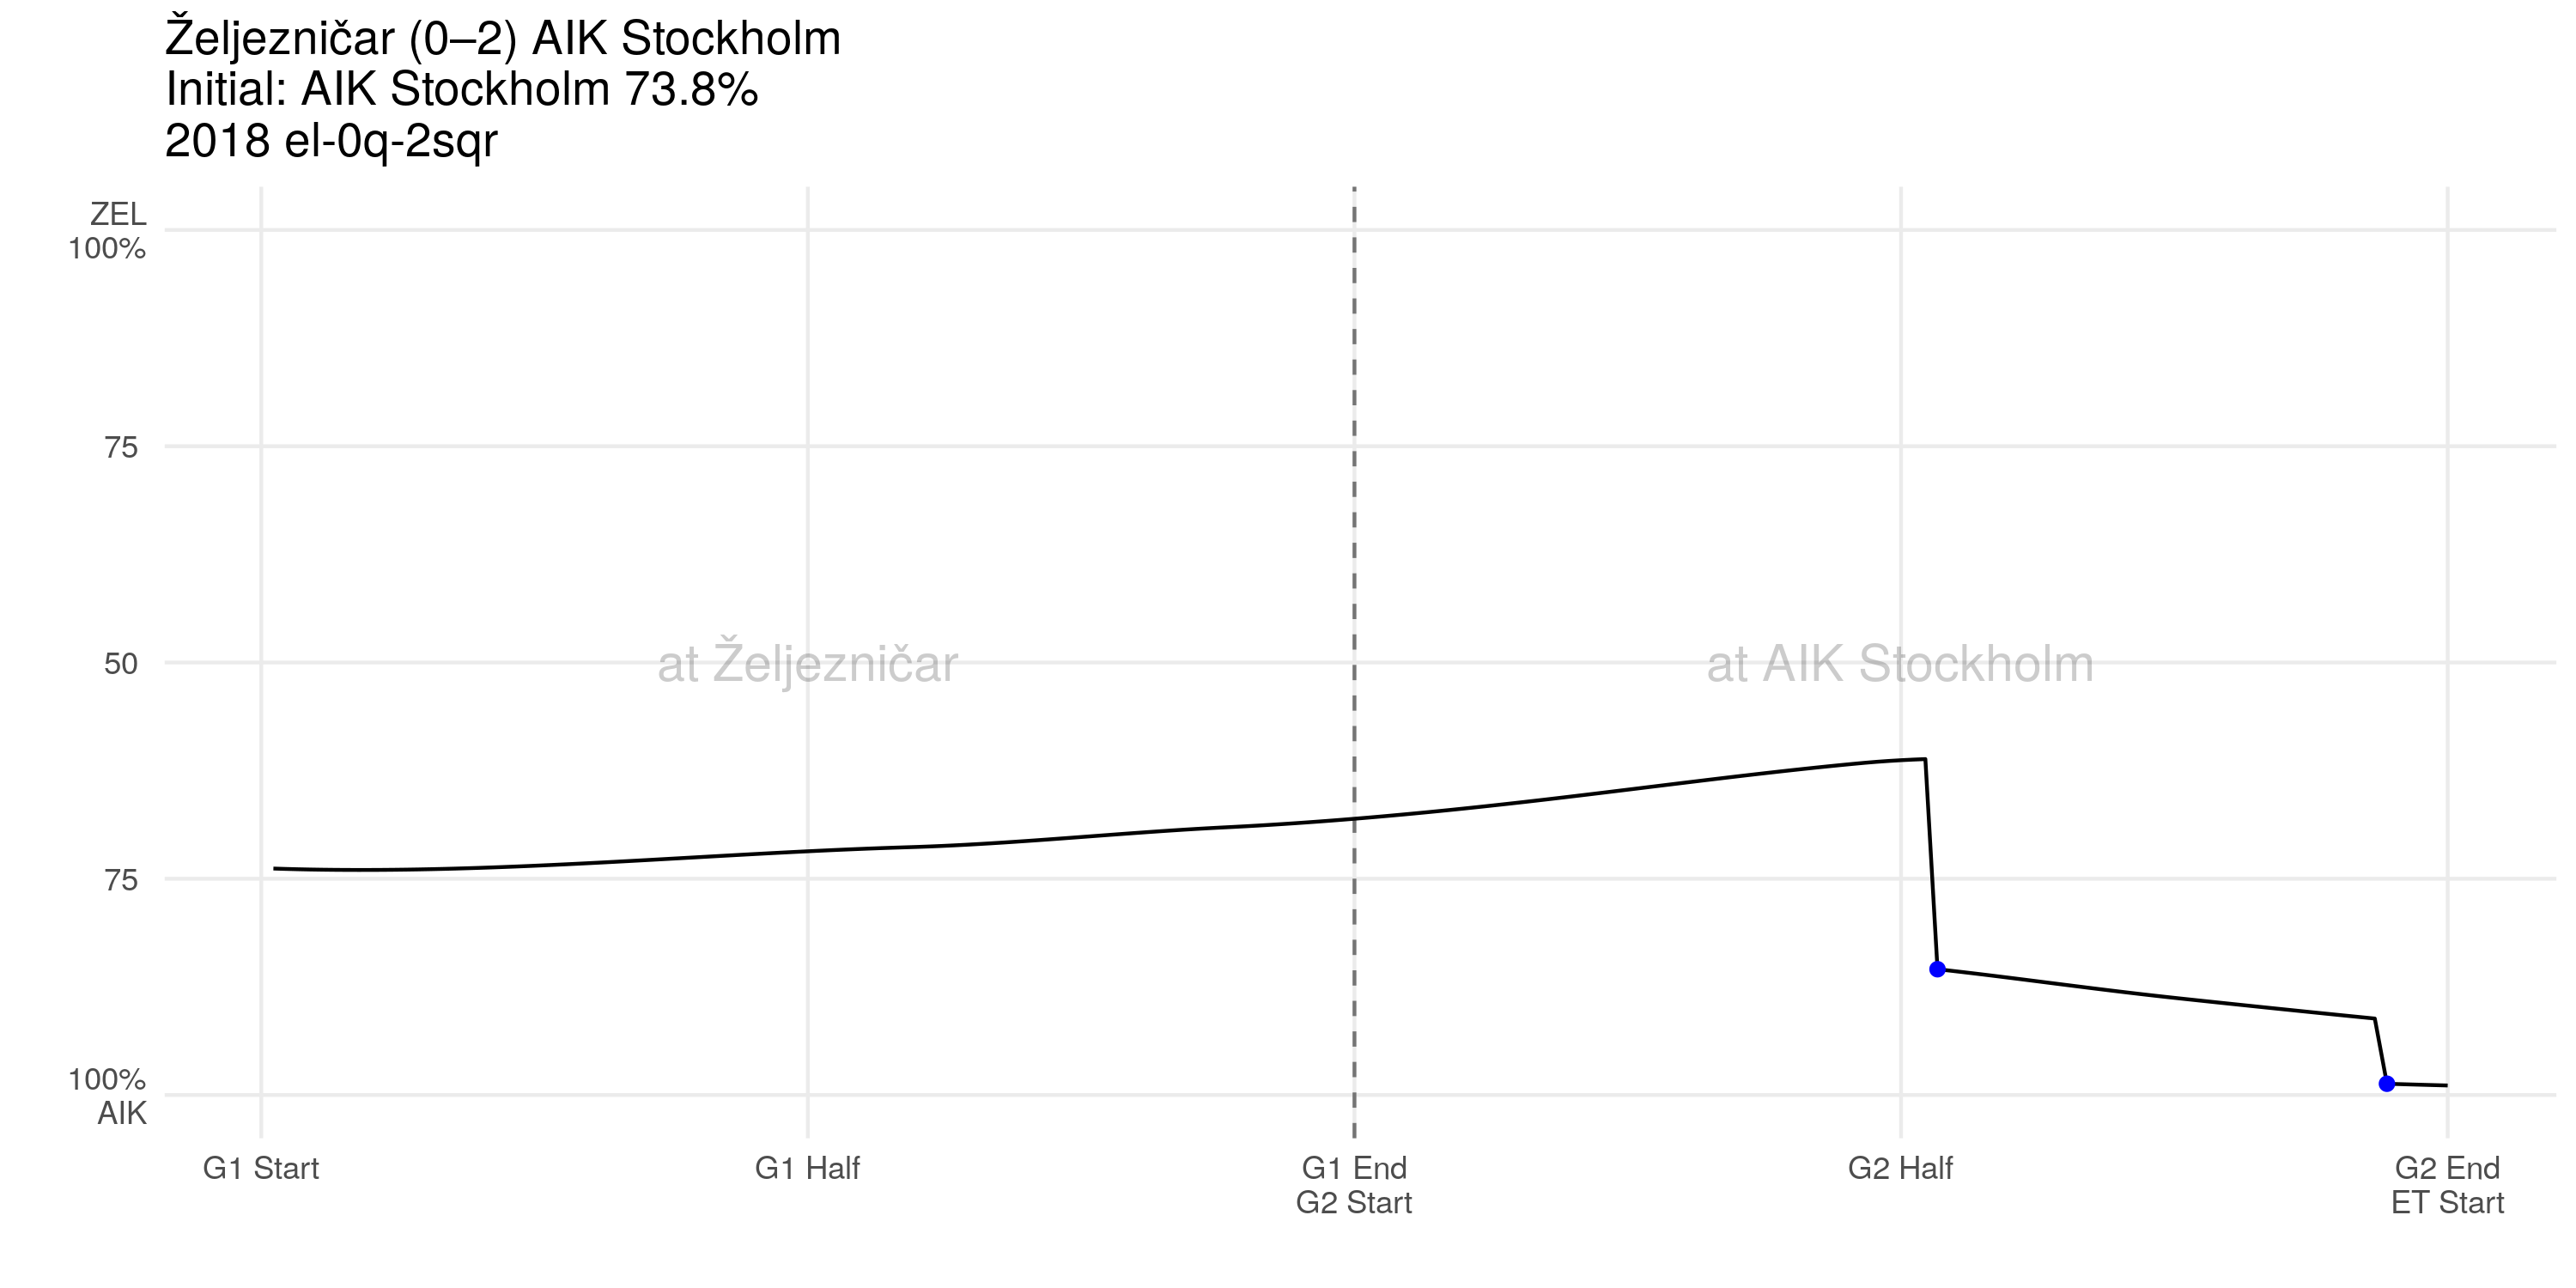 Željezničar (0–2) AIK Stockholm
Initial: AIK Stockholm 73.8%
2018 el-0q-2sqr
ZEL
100%
75
50
75
100%
AIK
at Željezničar
at AIK Stockholm
G1 Start
G1 Half
G1 End
G2 Start
G2 Half
G2 End
ET Start